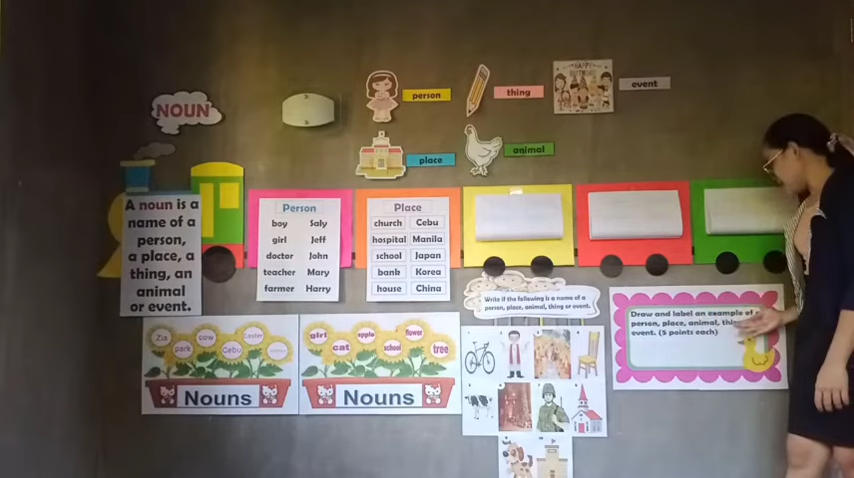 NOUN
person
thing
HAPPY
event
place
animal
A noun is a
name of a
person,
a place, a
thing, an
animal
or event.
Person
boy Saly
girl Jeff
doctor John
teacher Mary
farmer Harry
Place
church Cebu
hospital Manila
school Japan
bank Korea
house China
Write if the following is a name of a
person, place, animal, thing or event.
Draw and label an example of
person, place, animal,
event. (5 points each)
Zia
cow
Easter
park
Cebu
Nouns
girl
apple
flower
cat
school
tree
Nouns